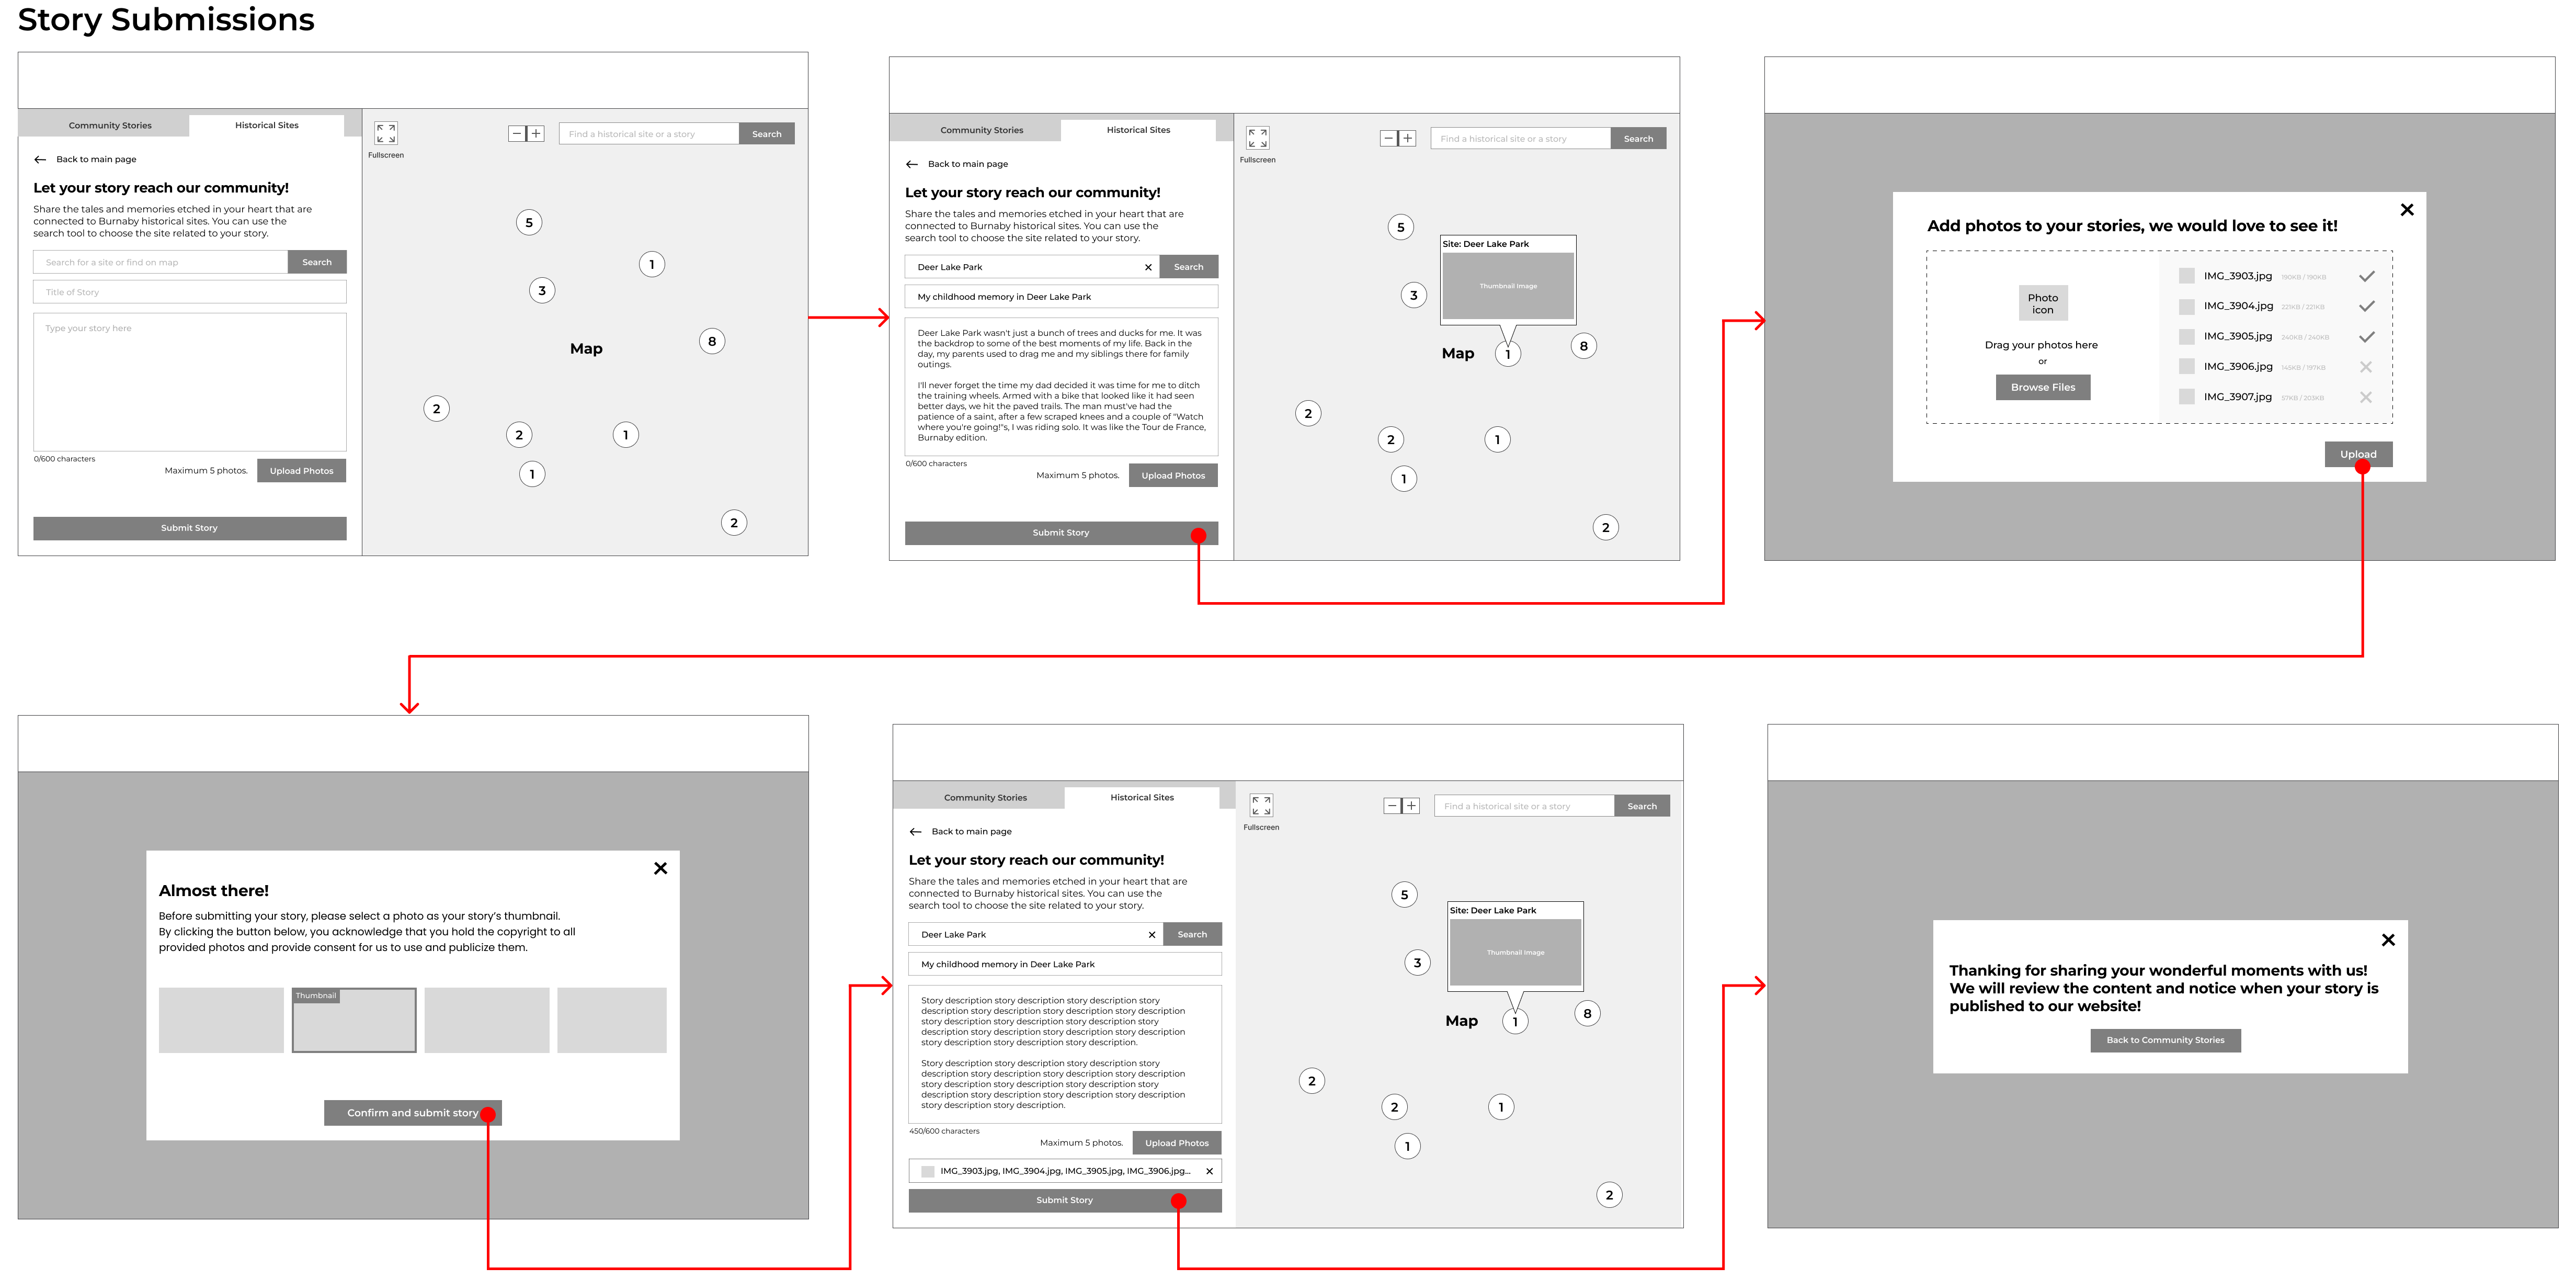 Story Submissions
Community Stories
Historical Sites
Back to main page
Let your story reach our community!
Share the tales and memories etched in your heart that are
connected to Burnaby historical sites. You can use the
search tool to choose the site related to your story.
Search for a site or find on map
Search
Title of Story
Type your story here
0/600 characters
Maximum 5 photos.
Upload Photos
Submit Story
Fullscreen
Find a historical site or a story
Search
5
1
3
8
Map
2
2
1
1
2
Community Stories
Historical Sites
Back to main page
Let your story reach our community!
Share the tales and memories etched in your heart that are
connected to Burnaby historical sites. You can use the
search tool to choose the site related to your story.
Deer Lake Park
Search
My childhood memory in Deer Lake Park
Deer Lake Park wasn't just a bunch of trees and ducks for me. It was
the backdrop to some of the best moments of my life. Back in the
day, my parents used to drag me and my siblings there for family
outings.
I'll never forget the time my dad decided it was time for me to ditch
the training wheels. Armed with a bike that looked like it had seen
better days, we hit the paved trails. The man must've had the
patience of a saint, after a few scraped knees and a couple of "Watch
where you're going!"s, I was riding solo. It was like the Tour de France,
Burnaby edition.
0/600 characters
Maximum 5 photos.
Upload Photos
Submit Story
Fullscreen
Find a historical site or a story
Search
5
Site: Deer Lake Park
Thumbnail Image
3
8
Map
1
2
2
1
1
2
Add photos to your stories, we would love to see it!
Photo
icon
Drag your photos here
or
Browse Files
IMG_3903.jpg 190KB / 190KB
IMG_3904.jpg 221KB / 221KB
IMG_3905.jpg 240KB / 240KB
IMG_3906.jpg 145KB / 197KB
IMG_3907.jpg 57KB / 203KB
Upload
Almost there!
Before submitting your story, please select a photo as your story's thumbnail.
By clicking the button below, you acknowledge that you hold the copyright to all
provided photos and provide consent for us to use and publicize them.
Thumbnail
Confirm and submit story
Community Stories
Historical Sites
Back to main page
Let your story reach our community!
Share the tales and memories etched in your heart that are
connected to Burnaby historical sites. You can use the
search tool to choose the site related to your story.
Deer Lake Park
Search
My childhood memory in Deer Lake Park
Story description story description story description story
description story description story description story description
story description story description story description story
description story description story description story description
story description story description story description.
Story description story description story description story
description story description story description story description
story description story description story description story
description story description story description story description
story description story description.
450/600 characters
Maximum 5 photos.
Upload Photos
IMG_3903.jpg, IMG_3904.jpg, IMG_3905.jpg, IMG_3906.jpg...
Submit Story
Fullscreen
Find a historical site or a story
Search
5
Site: Deer Lake Park
Thumbnail Image
3
8
Map
1
2
2
1
1
2
Thanking for sharing your wonderful moments with us!
We will review the content and notice when your story is
published to our website!
Back to Community Stories